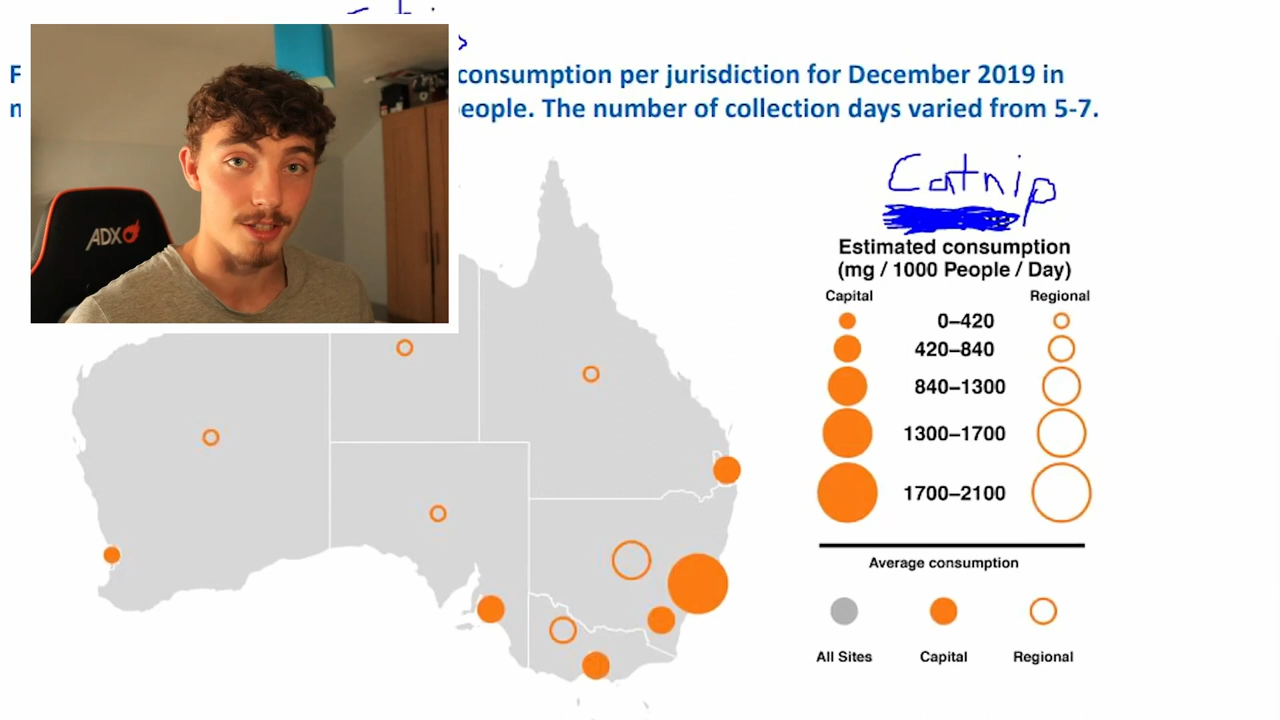 F consumption per jurisdiction for December 2019 in
people. The number of collection days varied from 5-7.
ADX
Catnip
Estimated consumption
(mg / 1000 People / Day)
Capital Regional
0–420
420–840
840–1300
1300–1700
1700–2100
Average consumption
All Sites Capital Regional